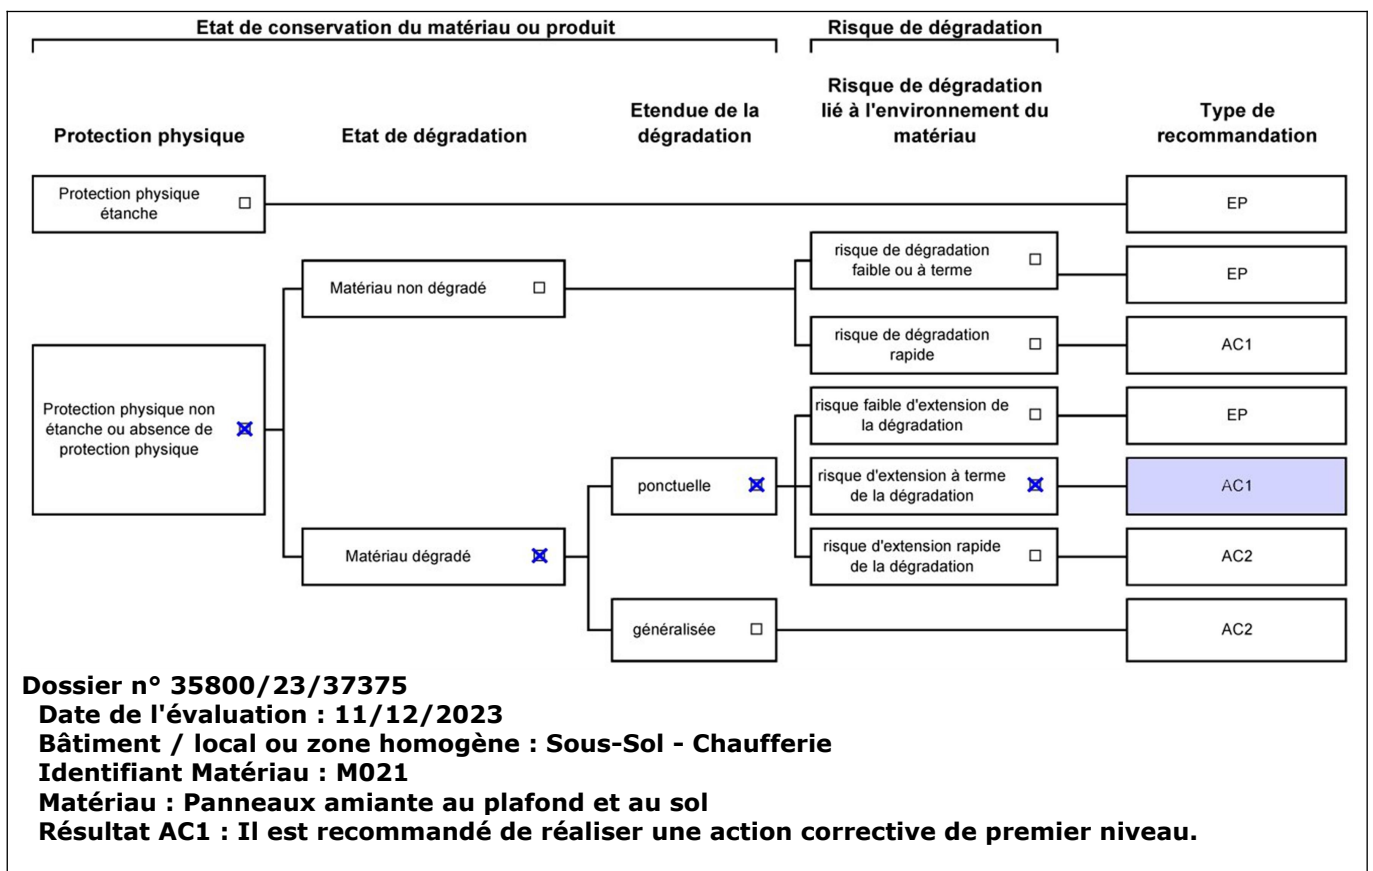 Etat de conservation du matériau ou produit
Risque de dégradation
Protection physique
Etat de dégradation
Etendue de la
dégradation
Risque de dégradation
lié à l'environnement du
matériau
Type de
recommandation
Protection physique
étanche
EP
risque de dégradation
faible ou à terme
EP
Matériau non dégradé
risque de dégradation
rapide
AC1
Protection physique non
étanche ou absence de
protection physique
risque faible d'extension de
la dégradation
EP
ponctuelle
risque d'extension à terme
de la dégradation
AC1
Matériau dégradé
risque d'extension rapide
de la dégradation
AC2
généralisée
AC2
Dossier n° 35800/23/37375
Date de l'évaluation : 11/12/2023
Bâtiment / local ou zone homogène : Sous-Sol - Chaufferie
Identifiant Matériau : M021
Matériau : Panneaux amiante au plafond et au sol
Résultat AC1 : Il est recommandé de réaliser une action corrective de premier niveau.